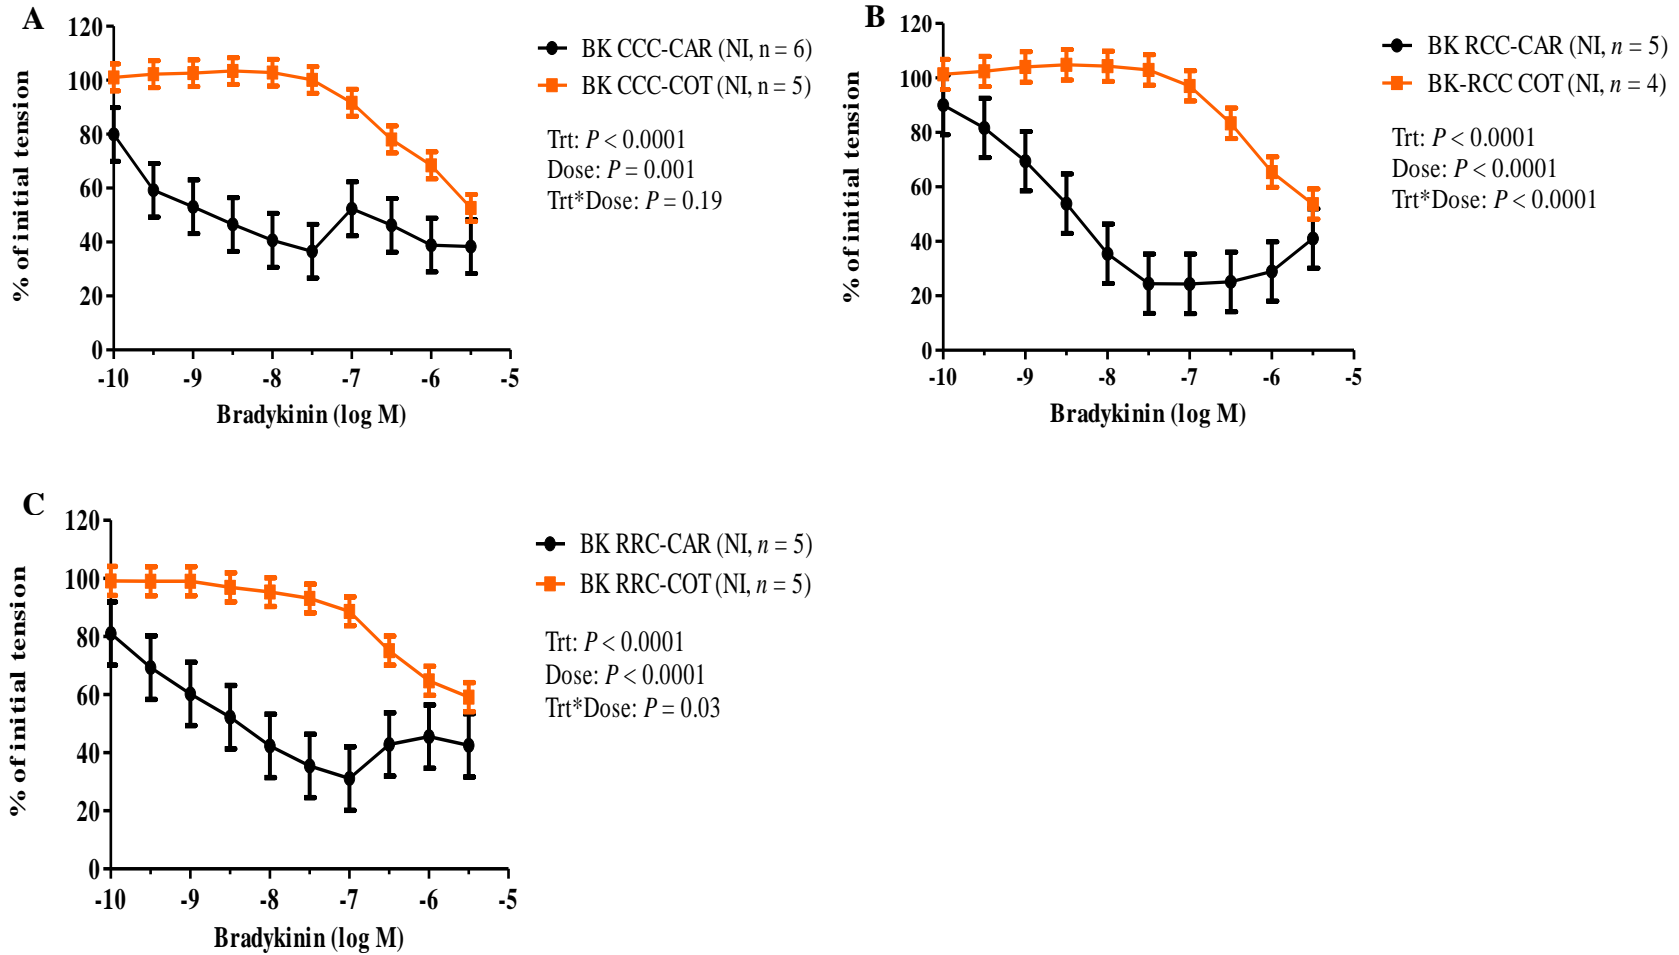 A
120
100
80
60
40
20
0
-10 -9 -8 -7 -6 -5
% of initial tension
Bradykinin (log M)
BK CCC-CAR (NI, n = 6)
BK CCC-COT (NI, n = 5)
Trt: P < 0.0001
Dose: P = 0.001
Trt*Dose: P = 0.19
B
120
100
80
60
40
20
0
-10 -9 -8 -7 -6 -5
% of initial tension
Bradykinin (log M)
BK RCC-CAR (NI, n = 5)
BK-RCC COT (NI, n = 4)
Trt: P < 0.0001
Dose: P < 0.0001
Trt*Dose: P < 0.0001
C
120
100
80
60
40
20
0
-10 -9 -8 -7 -6 -5
% of initial tension
Bradykinin (log M)
BK RRC-CAR (NI, n = 5)
BK RRC-COT (NI, n = 5)
Trt: P < 0.0001
Dose: P < 0.0001
Trt*Dose: P = 0.03